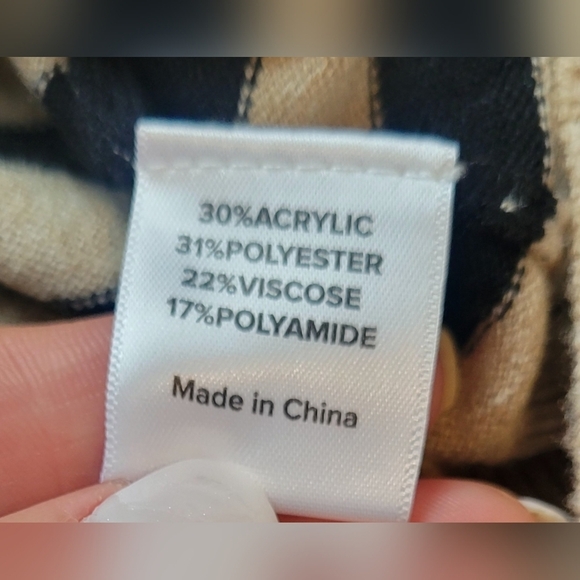 30%ACRYLIC
31%POLYESTER
22%VISCOSE
17%POLYAMIDE
Made in China